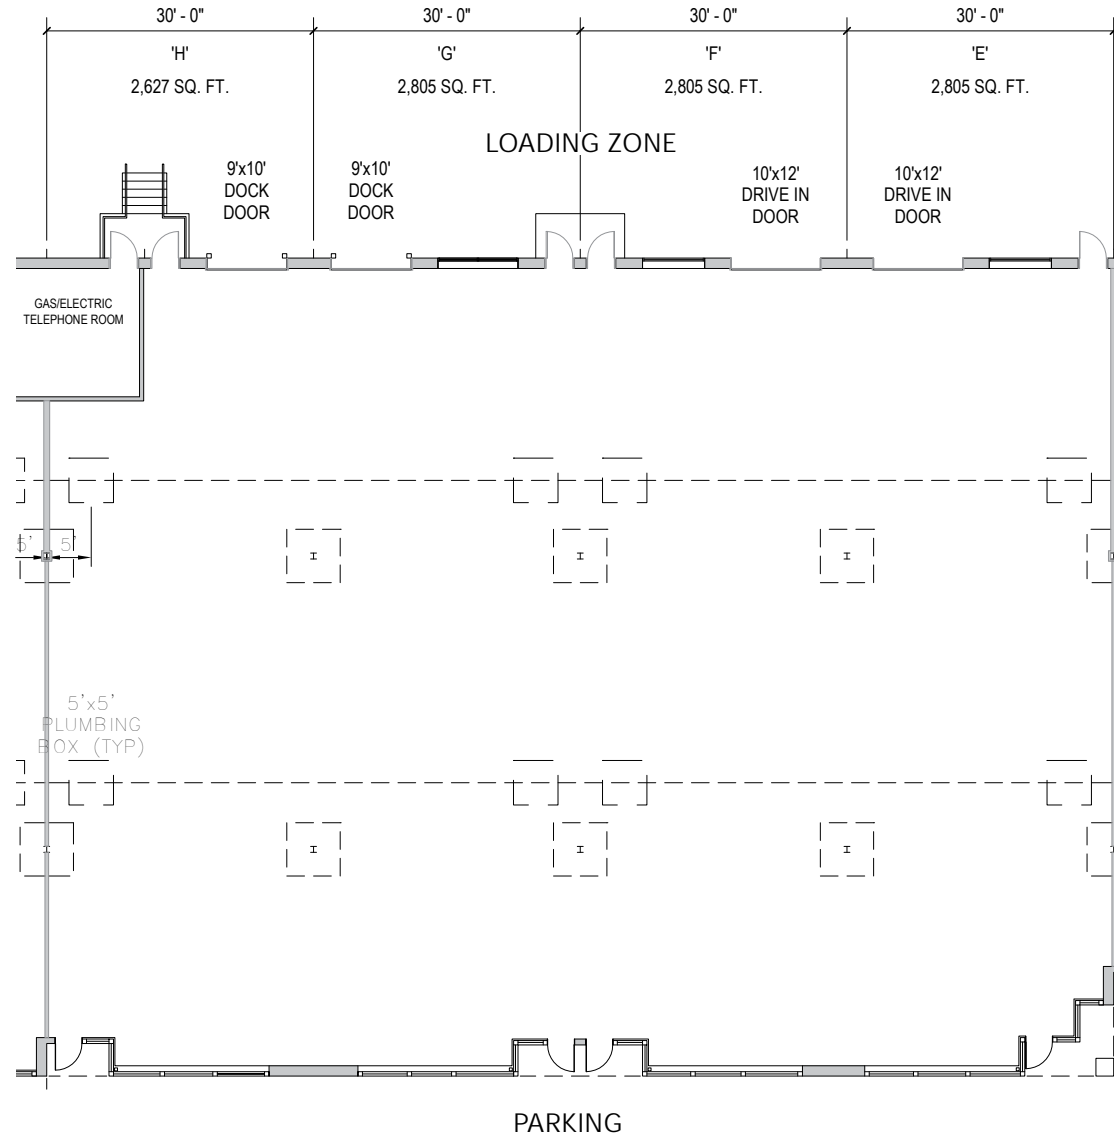 30' - 0"
30' - 0"
30' - 0"
30' - 0"
'H'
'G'
'F'
'E'
2,627 SQ. FT.
2,805 SQ. FT.
2,805 SQ. FT.
2,805 SQ. FT.
LOADING ZONE
9'x10'
DOCK
DOOR
9'x10'
DOCK
DOOR
10'x12'
DRIVE IN
DOOR
10'x12'
DRIVE IN
DOOR
GAS/ELECTRIC
TELEPHONE ROOM
5' 5'
5'x5'
PLUMBING
BOX (TYP)
PARKING